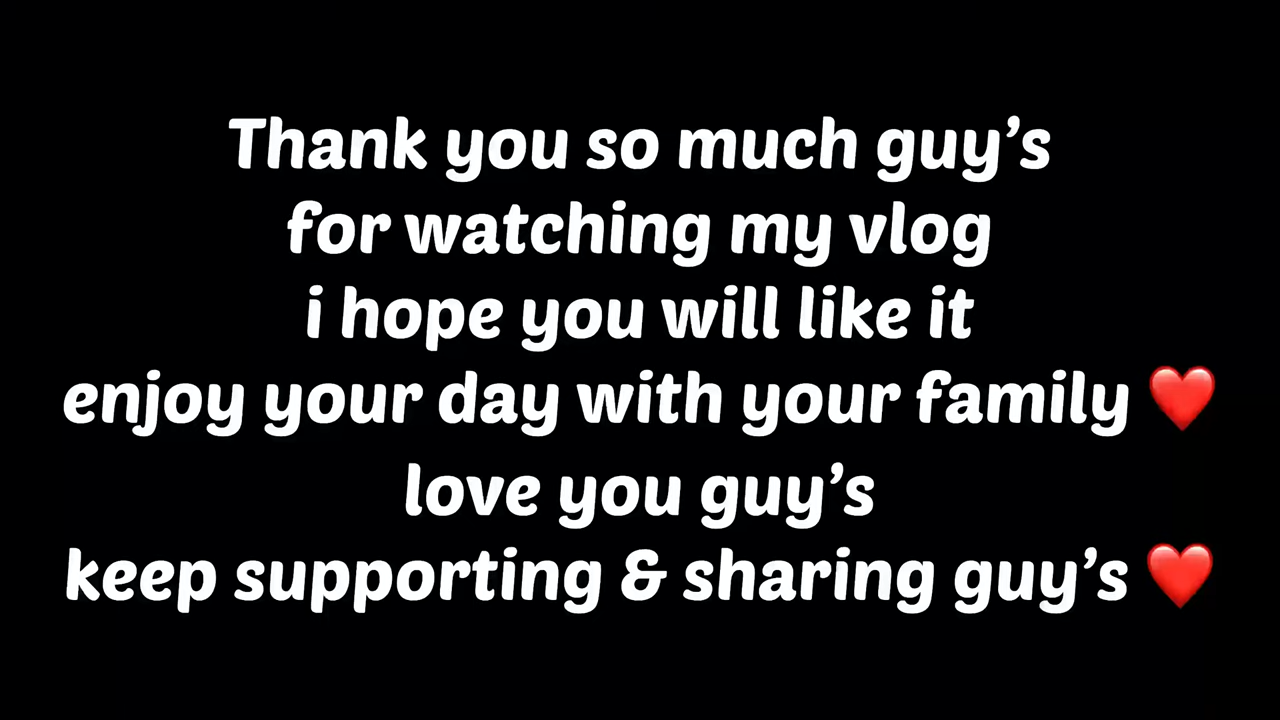 Thank you so much guy’s
for watching my vlog
i hope you will like it
enjoy your day with your family ❤️
love you guy’s
keep supporting & sharing guy’s ❤️